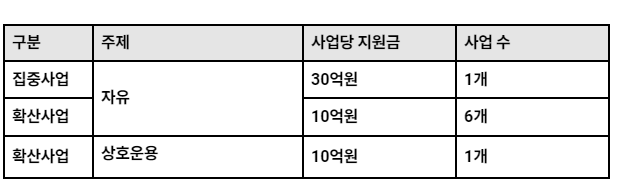 구분 주제 사업당 지원금 사업 수
집중사업 자유 30억원 1개
확산사업 10억원 6개
확산사업 상호운용 10억원 1개